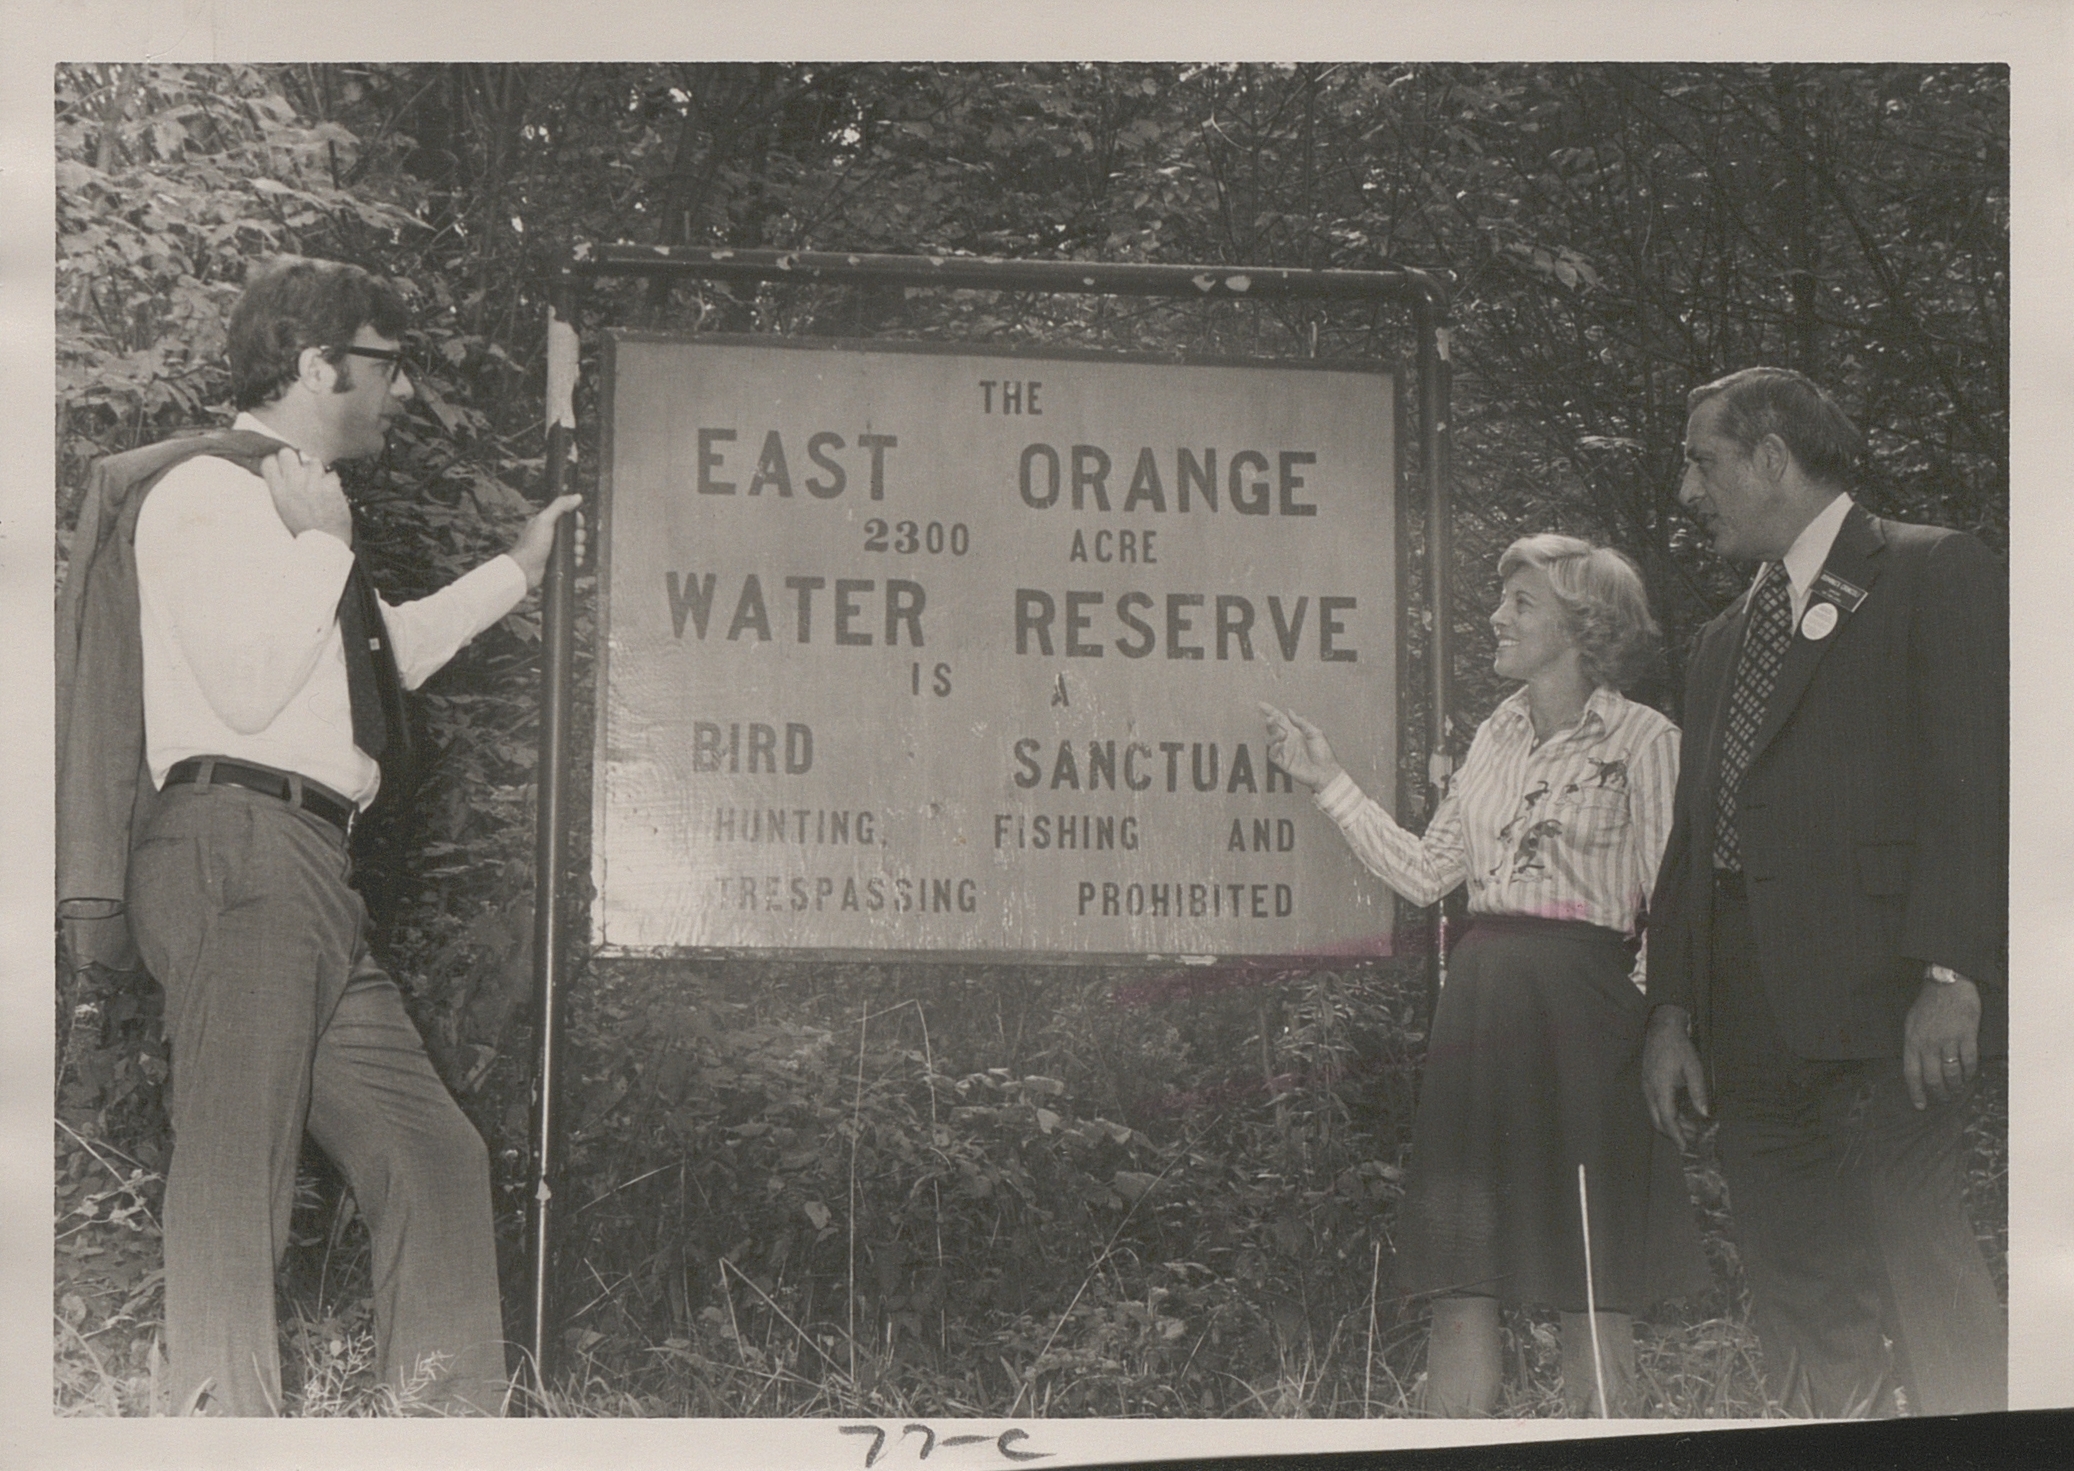 THE
EAST ORANGE
2300 ACRE
WATER RESERVE
IS A
BIRD SANCTUAR
HUNTING, FISHING AND
TRESPASSING PROHIBITED
77-C